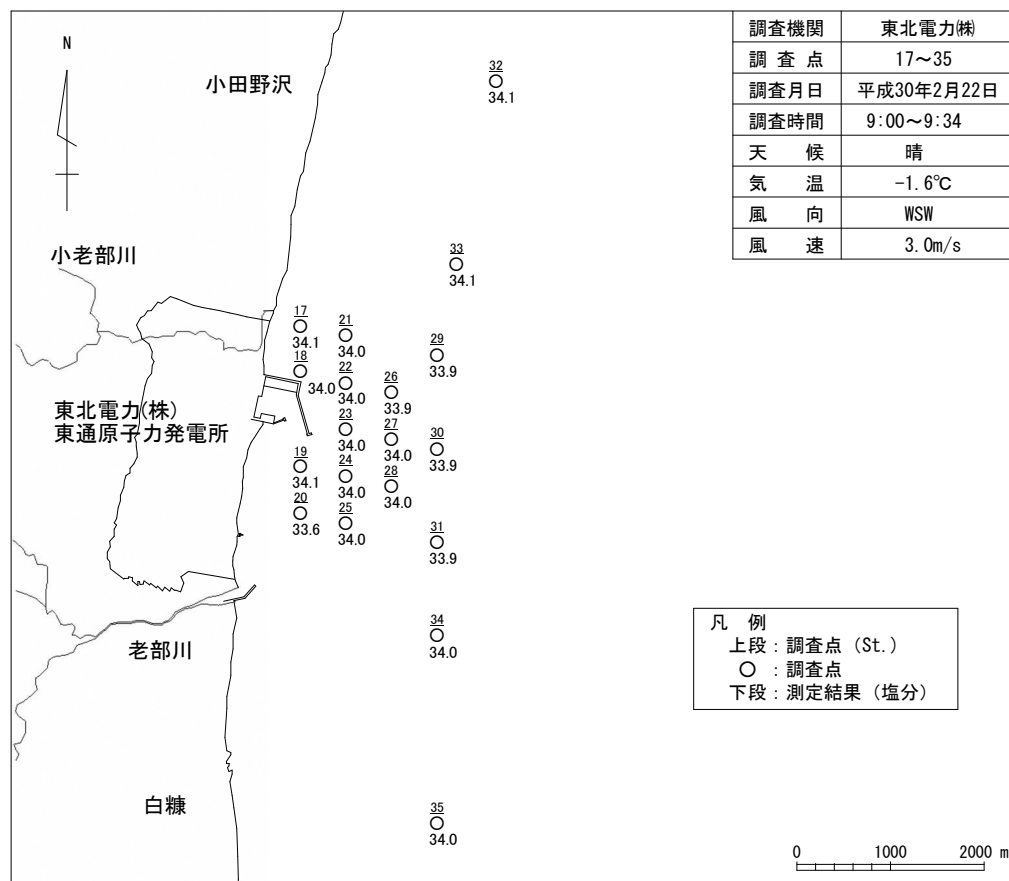 調査機関 東北電力㈱
調査点 17～35
調査月日 平成30年2月22日
調査時間 9:00～9:34
天候 晴
気温 -1.6℃
風向 WSW
風速 3.0m/s
N
小田野沢
32
34.1
小老部川
33
34.1
17
34.1
21
34.0
29
33.9
18
34.0
22
34.0
26
33.9
東北電力(株)
東通原子力発電所
23
34.0
27
34.0
30
33.9
19
34.1
24
34.0
28
34.0
20
33.6
25
34.0
31
33.9
老部川
34
34.0
凡 例
上段：調査点（St.）
○ ：調査点
下段：測定結果（塩分）
白糠
35
34.0
0 1000 2000 m